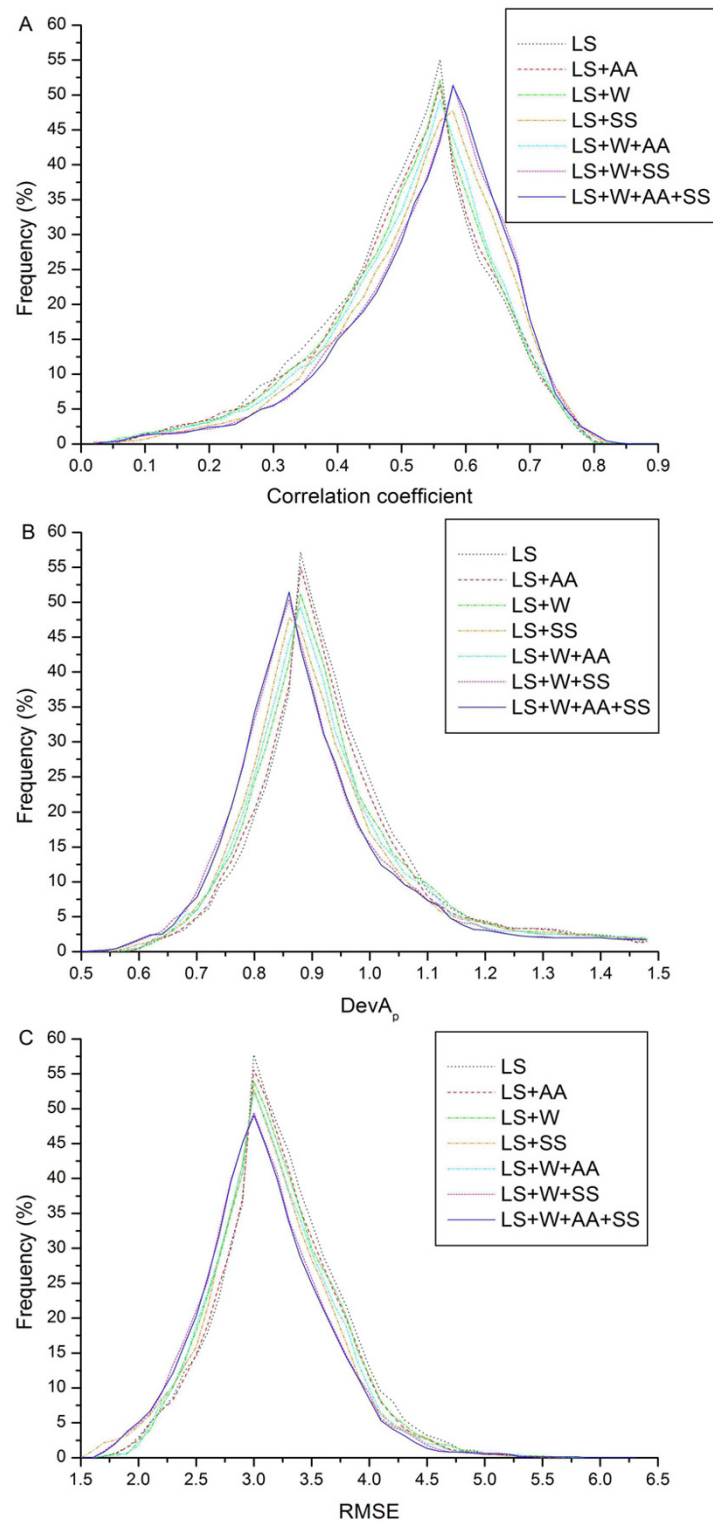 A
60
55
50
45
40
35
30
25
20
15
10
5
0
Frequency (%)
0.0 0.1 0.2 0.3 0.4 0.5 0.6 0.7 0.8 0.9
Correlation coefficient
LS
LS+AA
LS+W
LS+SS
LS+W+AA
LS+W+SS
LS+W+AA+SS
B
60
55
50
45
40
35
30
25
20
15
10
5
0
Frequency (%)
0.5 0.6 0.7 0.8 0.9 1.0 1.1 1.2 1.3 1.4 1.5
DevAp
LS
LS+AA
LS+W
LS+SS
LS+W+AA
LS+W+SS
LS+W+AA+SS
C
60
55
50
45
40
35
30
25
20
15
10
5
0
Frequency (%)
1.5 2.0 2.5 3.0 3.5 4.0 4.5 5.0 5.5 6.0 6.5
RMSE
LS
LS+AA
LS+W
LS+SS
LS+W+AA
LS+W+SS
LS+W+AA+SS